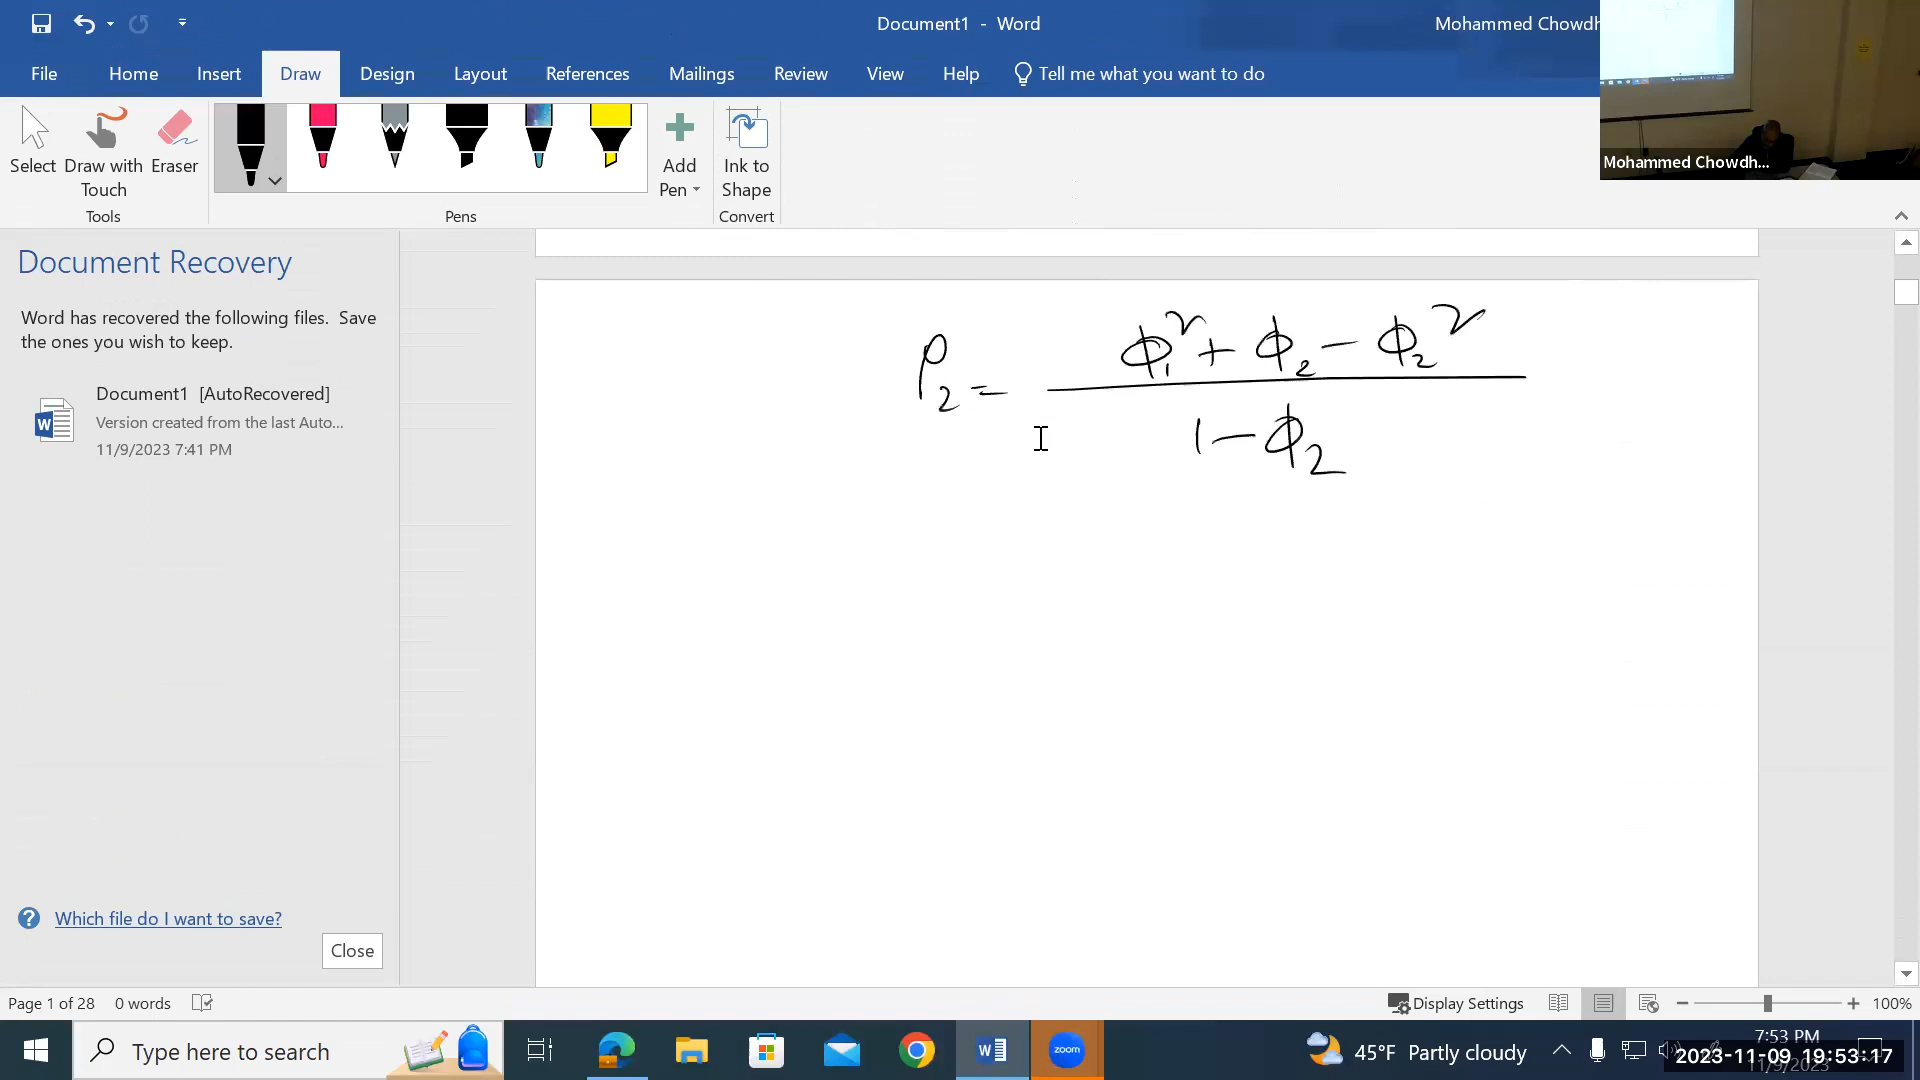 Document1 - Word
Mohammed Chowdh
File Home Insert Draw Design Layout References Mailings Review View Help Tell me what you want to do
Select
Draw with Touch
Eraser
Tools
Pens
Add Pen
Ink to Shape
Convert
Mohammed Chowdh...
Document Recovery
Word has recovered the following files. Save
the ones you wish to keep.
Document1 [AutoRecovered]
Version created from the last Auto...
11/9/2023 7:41 PM
ρ₂ = (ϕ₁² + ϕ₂ − ϕ₂²) / (1 − ϕ₂)
Which file do I want to save?
Close
Page 1 of 28 0 words
Display Settings
100%
Type here to search
zoom
45°F Partly cloudy
7:53 PM
2023-11-09 19:53:17
11/9/2023